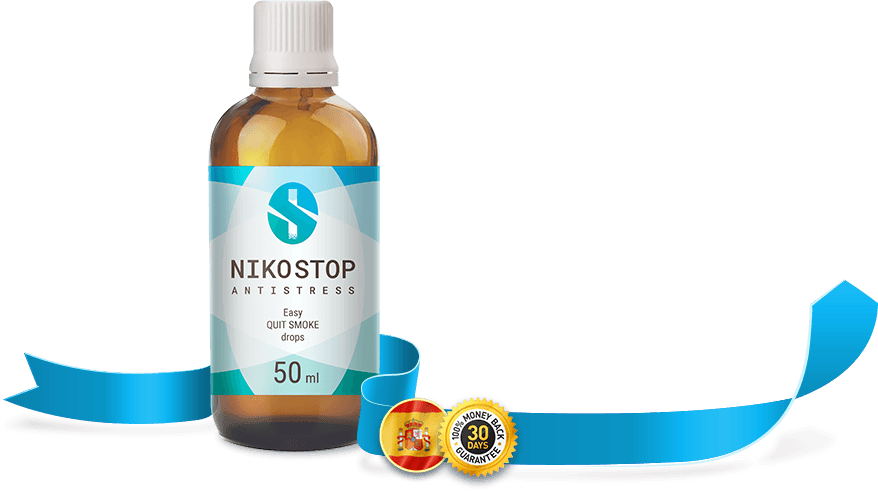 NIKOSTOP
ANTISTRESS
Easy
QUIT SMOKE
drops
50 ml
100% MONEY BACK
30
DAYS
GUARANTEE